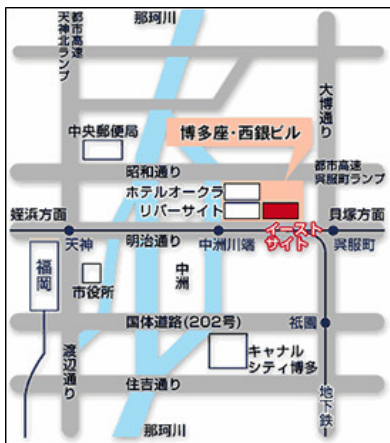 那珂川
都市高速
天神北ランプ
大博通り
中央郵便局
博多座・西銀ビル
昭和通り
都市高速
呉服町ランプ
ホテルオークラ
リバーサイト
姪浜方面
貝塚方面
イースト
サイト
天神
明治通り
中洲川端
呉服町
福岡
市役所
中洲
国体道路(202号)
祇園
渡辺通り
キャナル
シティ博多
住吉通り
地下鉄
那珂川